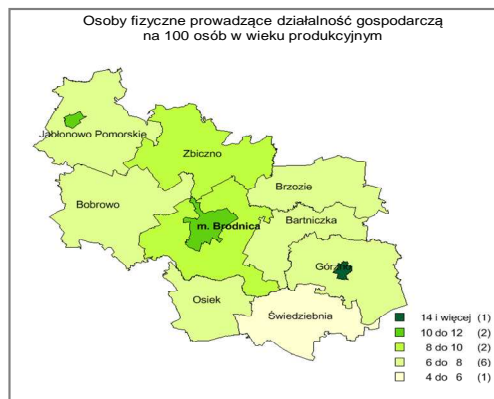 Osoby fizyczne prowadzące działalność gospodarczą
na 100 osób w wieku produkcyjnym
Jabłonowo Pomorskie
Zbiczno
Brzozie
Bobrowo
Bartniczka
m. Brodnica
Górzno
Osiek
Świedziebnia
14 i więcej (1)
10 do 12 (2)
8 do 10 (2)
6 do 8 (6)
4 do 6 (1)